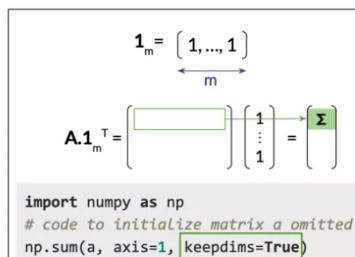 1m= [ 1, ..., 1 ]
m
1
A.1mT = [ ] ⋮ = Σ
1
import numpy as np
# code to initialize matrix a omitted
np.sum(a, axis=1, keepdims=True)